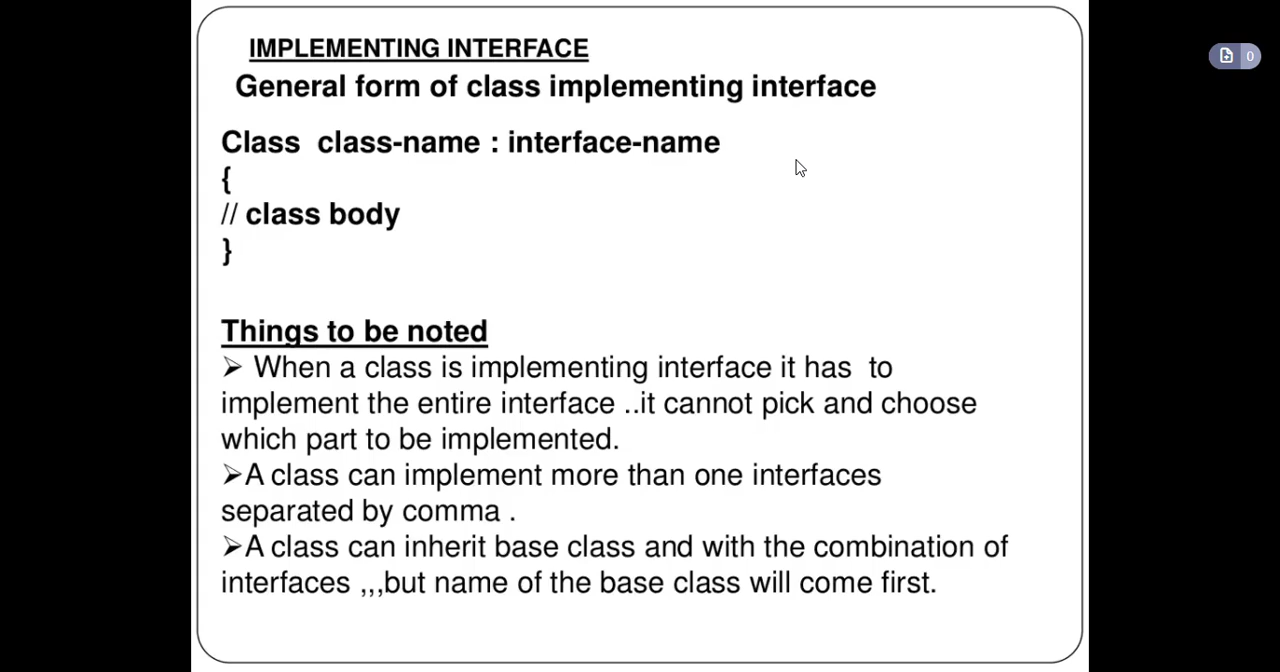 IMPLEMENTING INTERFACE
General form of class implementing interface
Class class-name : interface-name
{
// class body
}
Things to be noted
➢ When a class is implementing interface it has to
implement the entire interface ..it cannot pick and choose
which part to be implemented.
➢A class can implement more than one interfaces
separated by comma .
➢A class can inherit base class and with the combination of
interfaces ,,,but name of the base class will come first.
0